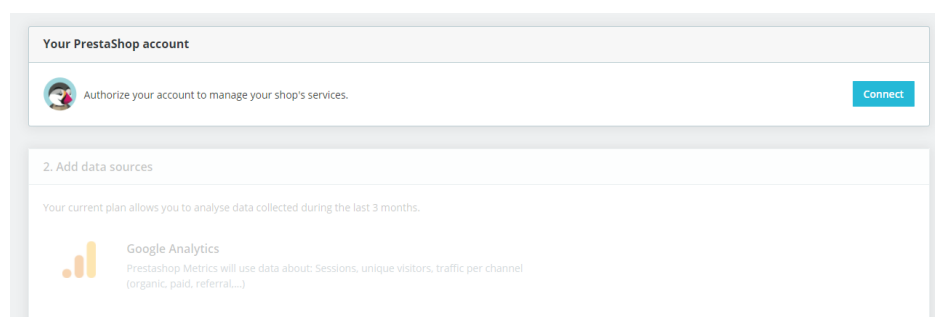 Your PrestaShop account
Authorize your account to manage your shop's services.
Connect
2. Add data sources
Your current plan allows you to analyse data collected during the last 3 months.
Google Analytics
Prestashop Metrics will use data about: Sessions, unique visitors, traffic per channel
(organic, paid, referral,...)